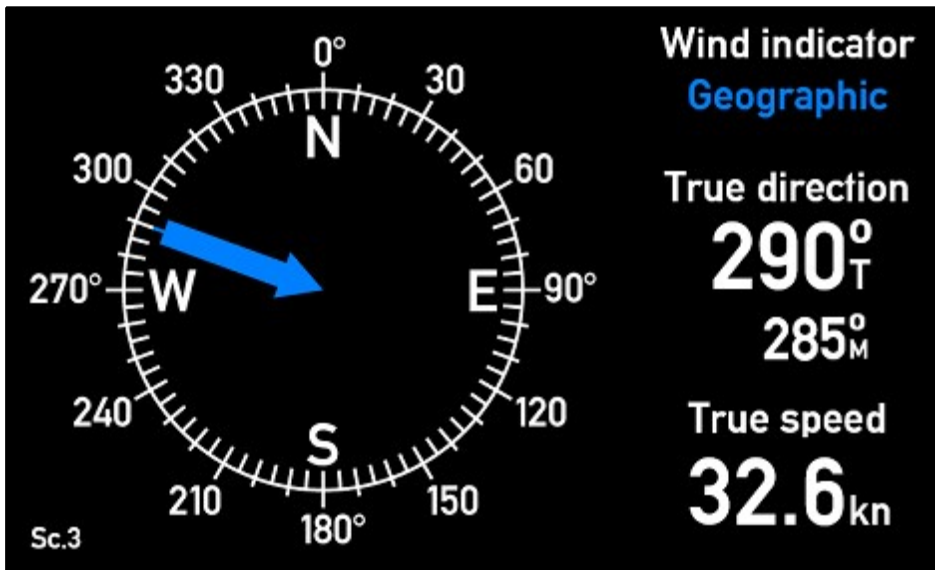 0°
330
30
N
300
60
270°
W
E
90°
240
120
S
210
150
180°
Sc.3
Wind indicator
Geographic
True direction
290°T
285°M
True speed
32.6kn